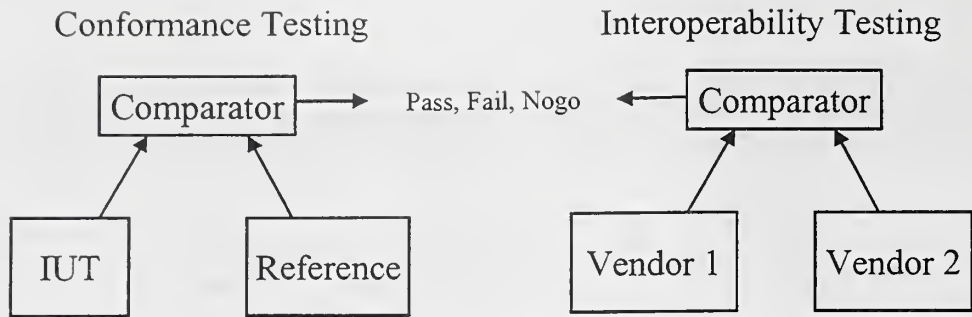 Conformance Testing
Interoperability Testing
Comparator
Pass, Fail, Nogo
Comparator
IUT
Reference
Vendor 1
Vendor 2